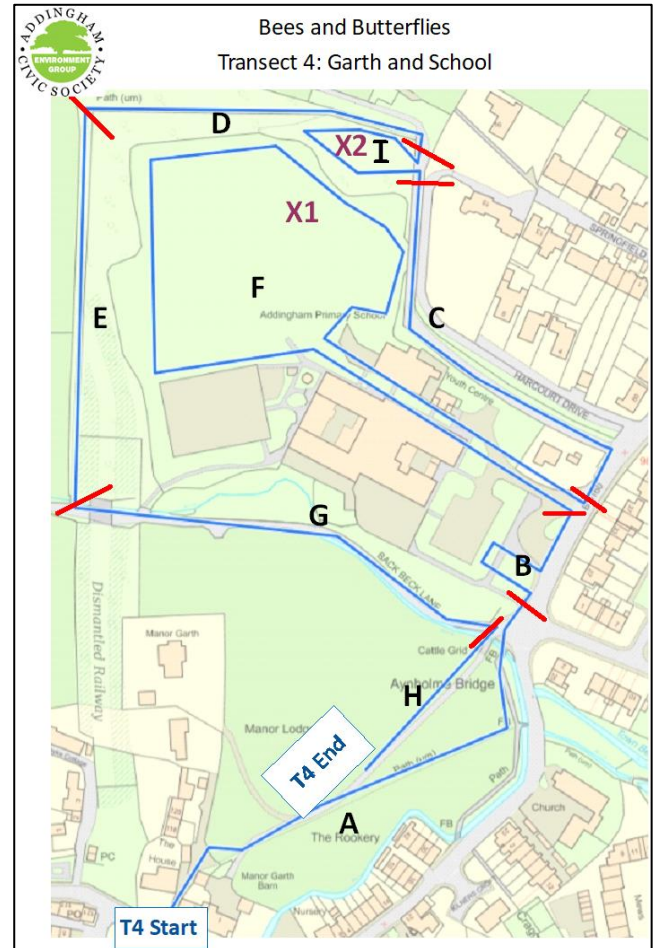 ADDINGHAM
CIVIC SOCIETY
ENVIRONMENT
GROUP
Bees and Butterflies
Transect 4: Garth and School
Path (um)
D
X2 I
X1
SPRINGFIELD
F
E
Addingham Primary School
C
Youth Centre
HARCOURT DRIVE
G
B
BACK BECK LANE
Dismantled Railway
Manor Garth
Cattle Grid
FB
Aynholme Bridge
H
Manor Lodge
T4 End
Path (um)
Path
A
The Rookery
Church
FB
The
House
PC
Manor Garth
Barn
Nursery
Mews
PO
T4 Start